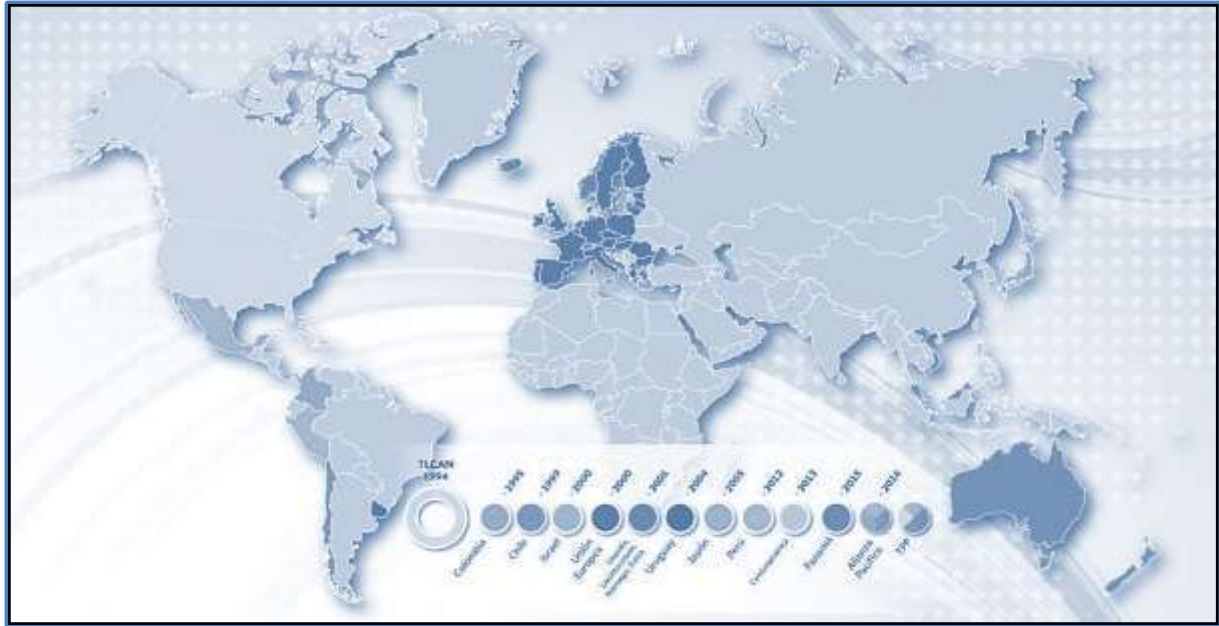 TLCAN
1994
- 1995
- 1999
- 2000
- 2000
- 2001
- 2004
- 2005
- 2012
- 2013
- 2015
Colombia
Chile
Israel
Unión
Europea
Uruguay
Japón
Perú
Centroamérica
Panamá
Alianza
Pacífico
TPP